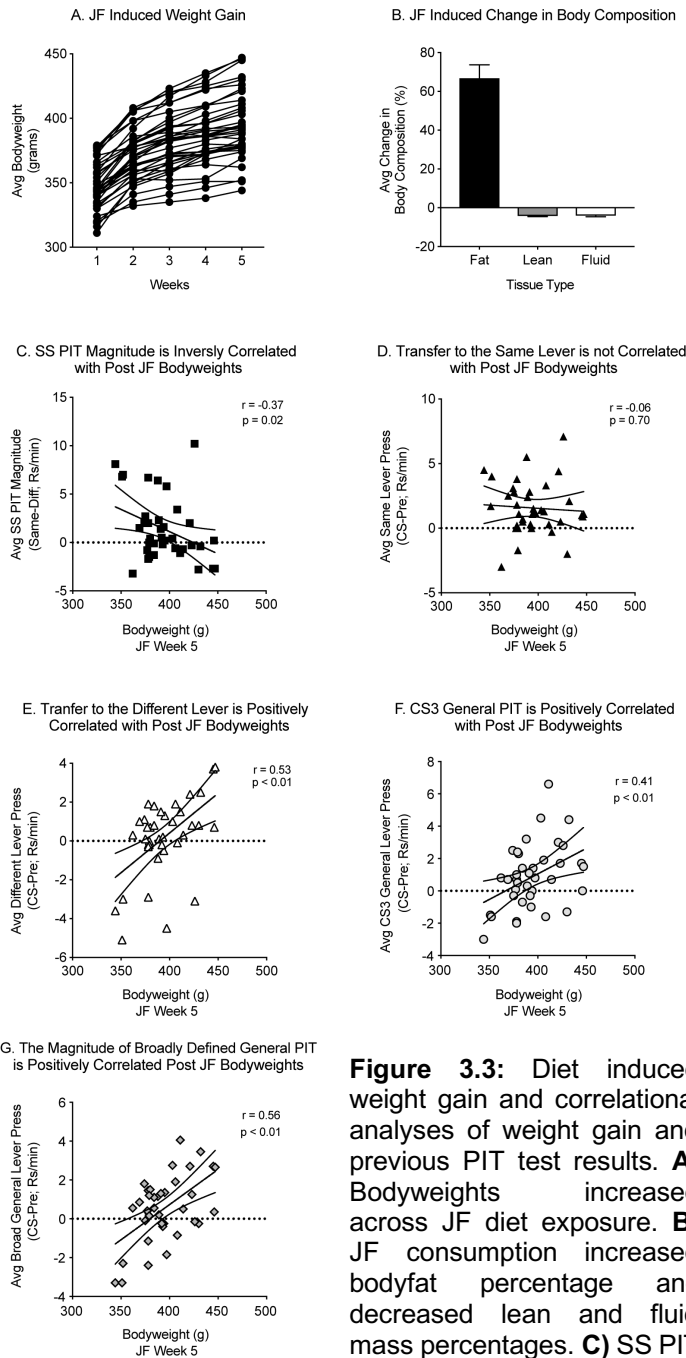 A. JF Induced Weight Gain
Avg Bodyweight
(grams)
450
400
350
300
1 2 3 4 5
Weeks
B. JF Induced Change in Body Composition
Avg Change in
Body Composition (%)
80
60
40
20
0
-20
Fat Lean Fluid
Tissue Type
C. SS PIT Magnitude is Inversly Correlated
with Post JF Bodyweights
r = -0.37
p = 0.02
Avg SS PIT Magnitude
(Same-Diff; Rs/min)
15
10
5
0
-5
300 350 400 450 500
Bodyweight (g)
JF Week 5
D. Transfer to the Same Lever is not Correlated
with Post JF Bodyweights
r = -0.06
p = 0.70
Avg Same Lever Press
(CS-Pre; Rs/min)
10
5
0
-5
300 350 400 450 500
Bodyweight (g)
JF Week 5
E. Tranfer to the Different Lever is Positively
Correlated with Post JF Bodyweights
r = 0.53
p < 0.01
Avg Different Lever Press
(CS-Pre; Rs/min)
4
2
0
-2
-4
-6
300 350 400 450 500
Bodyweight (g)
JF Week 5
F. CS3 General PIT is Positively Correlated
with Post JF Bodyweights
r = 0.41
p < 0.01
Avg CS3 General Lever Press
(CS-Pre; Rs/min)
8
6
4
2
0
-2
-4
300 350 400 450 500
Bodyweight (g)
JF Week 5
G. The Magnitude of Broadly Defined General PIT
is Positively Correlated Post JF Bodyweights
r = 0.56
p < 0.01
Avg Broad General Lever Press
(CS-Pre; Rs/min)
6
4
2
0
-2
-4
300 350 400 450 500
Bodyweight (g)
JF Week 5
Figure 3.3: Diet induced
weight gain and correlationa
analyses of weight gain and
previous PIT test results. A
Bodyweights increased
across JF diet exposure. B
JF consumption increased
bodyfat percentage an
decreased lean and fluid
mass percentages. C) SS PIT